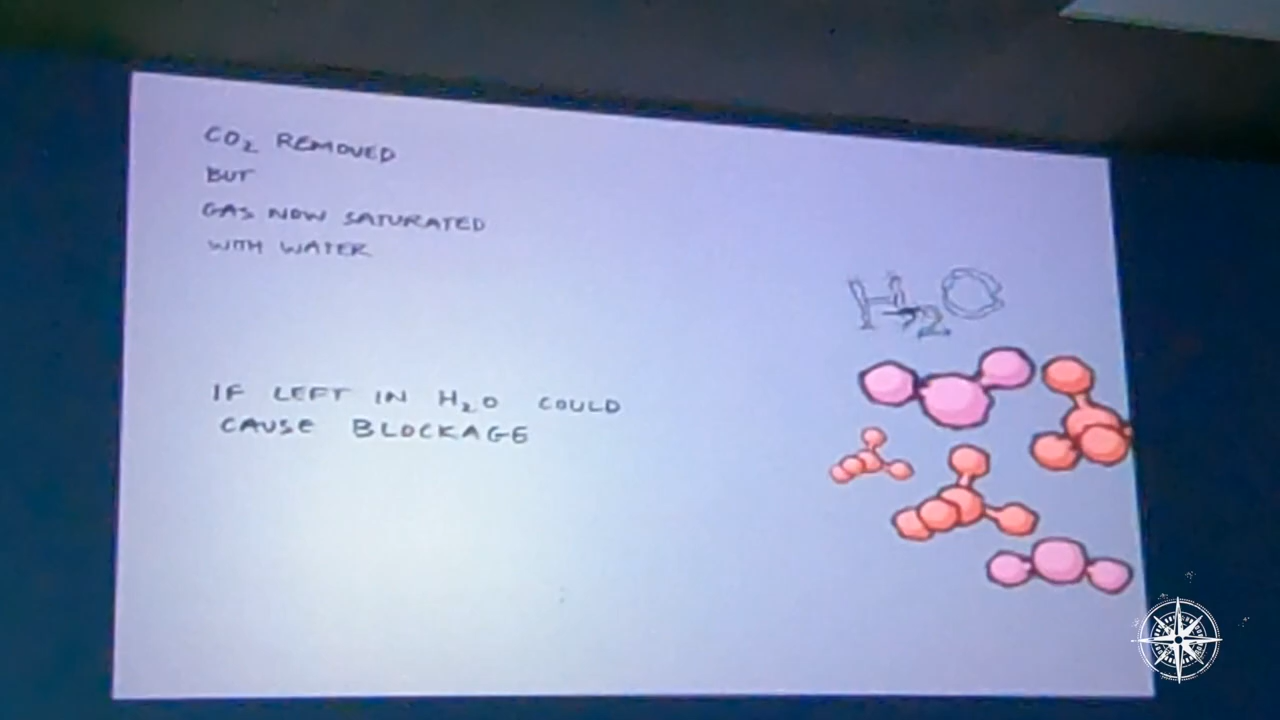 CO₂ REMOVED
BUT
GAS NOW SATURATED
WITH WATER
H₂O
IF LEFT IN H₂O COULD
CAUSE BLOCKAGE